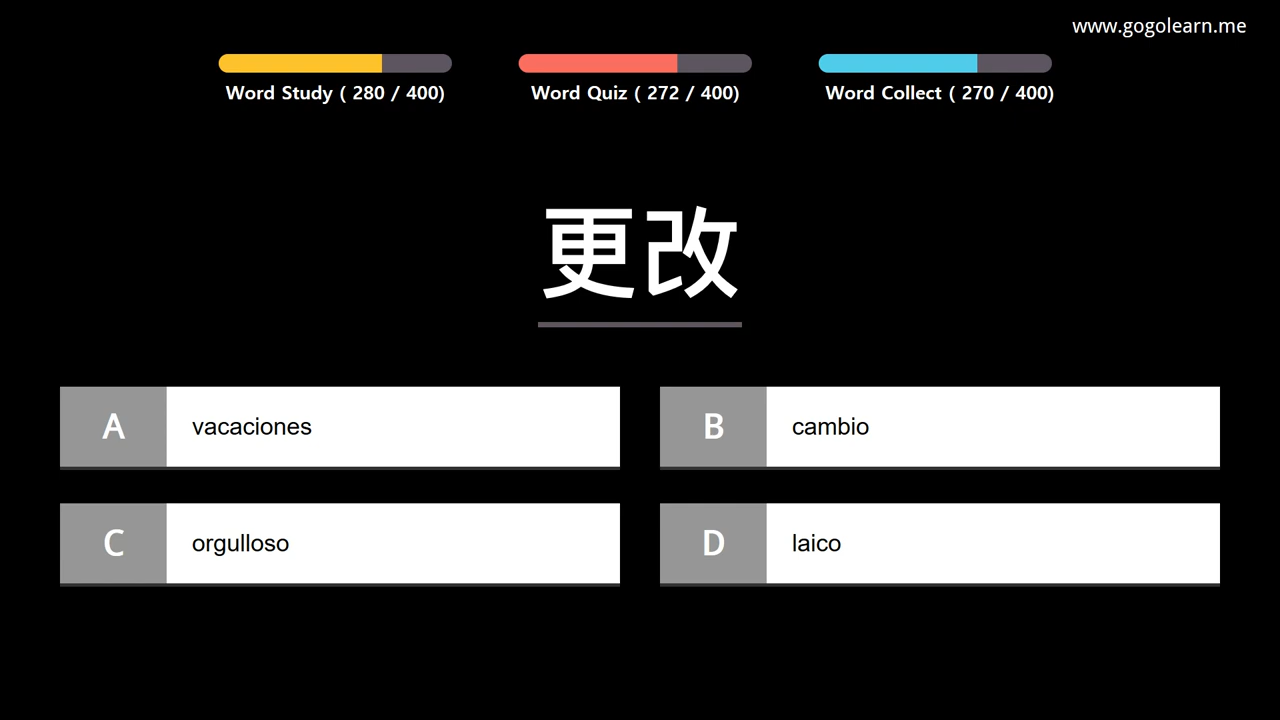 www.gogolearn.me
Word Study ( 280 / 400)
Word Quiz ( 272 / 400)
Word Collect ( 270 / 400)
更改
A vacaciones
B cambio
C orgulloso
D laico